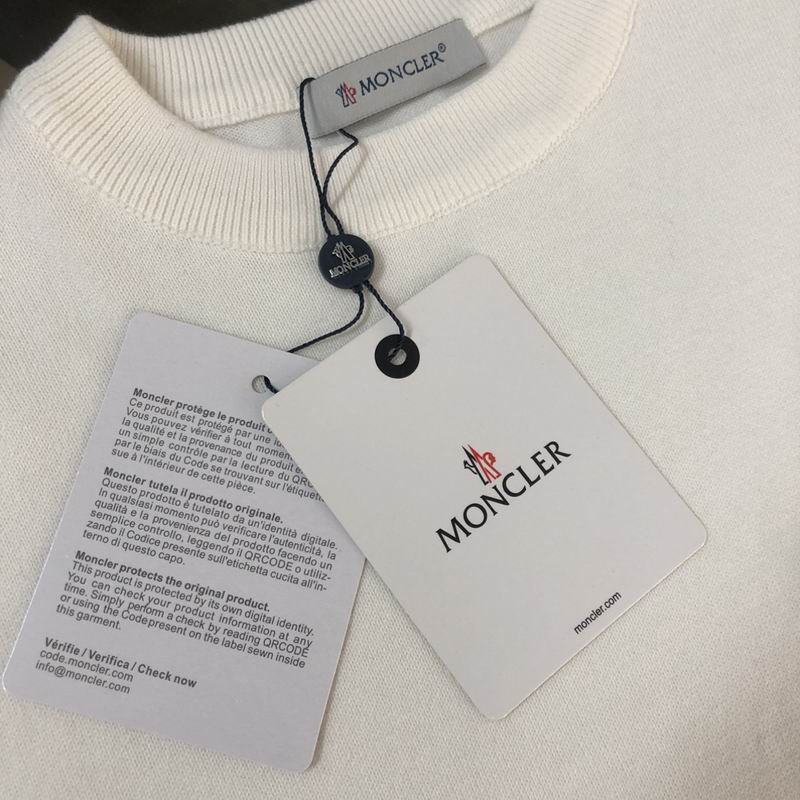 MONCLER®
MONCLER
Moncler protège le produit
Ce produit est protégé par une
Vous pouvez vérifier à tout
la qualité et la provenance du produit
un simple contrôle par la lecture du
par le biais du Code se trouvant sur
sue à l'intérieur de cette pièce.
Moncler tutela il prodotto originale.
Questo prodotto è tutelato da un'identità digitale.
In qualsiasi momento può verificare l'autenticità, la
qualità e la provenienza del prodotto facendo un
semplice controllo, leggendo il QRCODE o utiliz-
zando il Codice presente sull'etichetta cucita all'in-
terno di questo capo.
Moncler protects the original product.
This product is protected by its own digital identity.
You can check your product information at any
time. Simply perform a check by reading QRCODE
or using the Codepresent on the label sewn inside
this garment.
Vérifie / Verifica / Check now
code.moncler.com
info@moncler.com
MONCLER
moncler.com